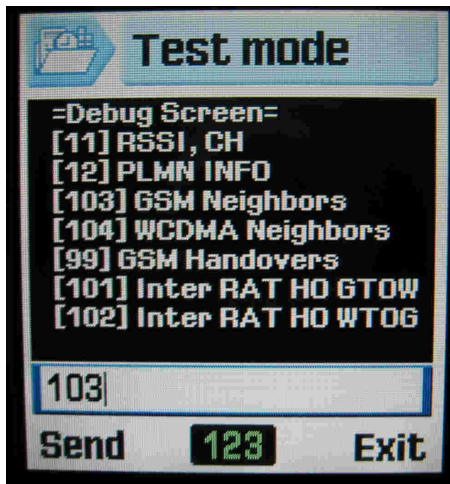 Test mode
=Debug Screen=
[11] RSSI, CH
[12] PLMN INFO
[103] GSM Neighbors
[104] WCDMA Neighbors
[99] GSM Handovers
[101] Inter RAT HO GTOW
[102] Inter RAT HO WTOG
103
Send 123 Exit